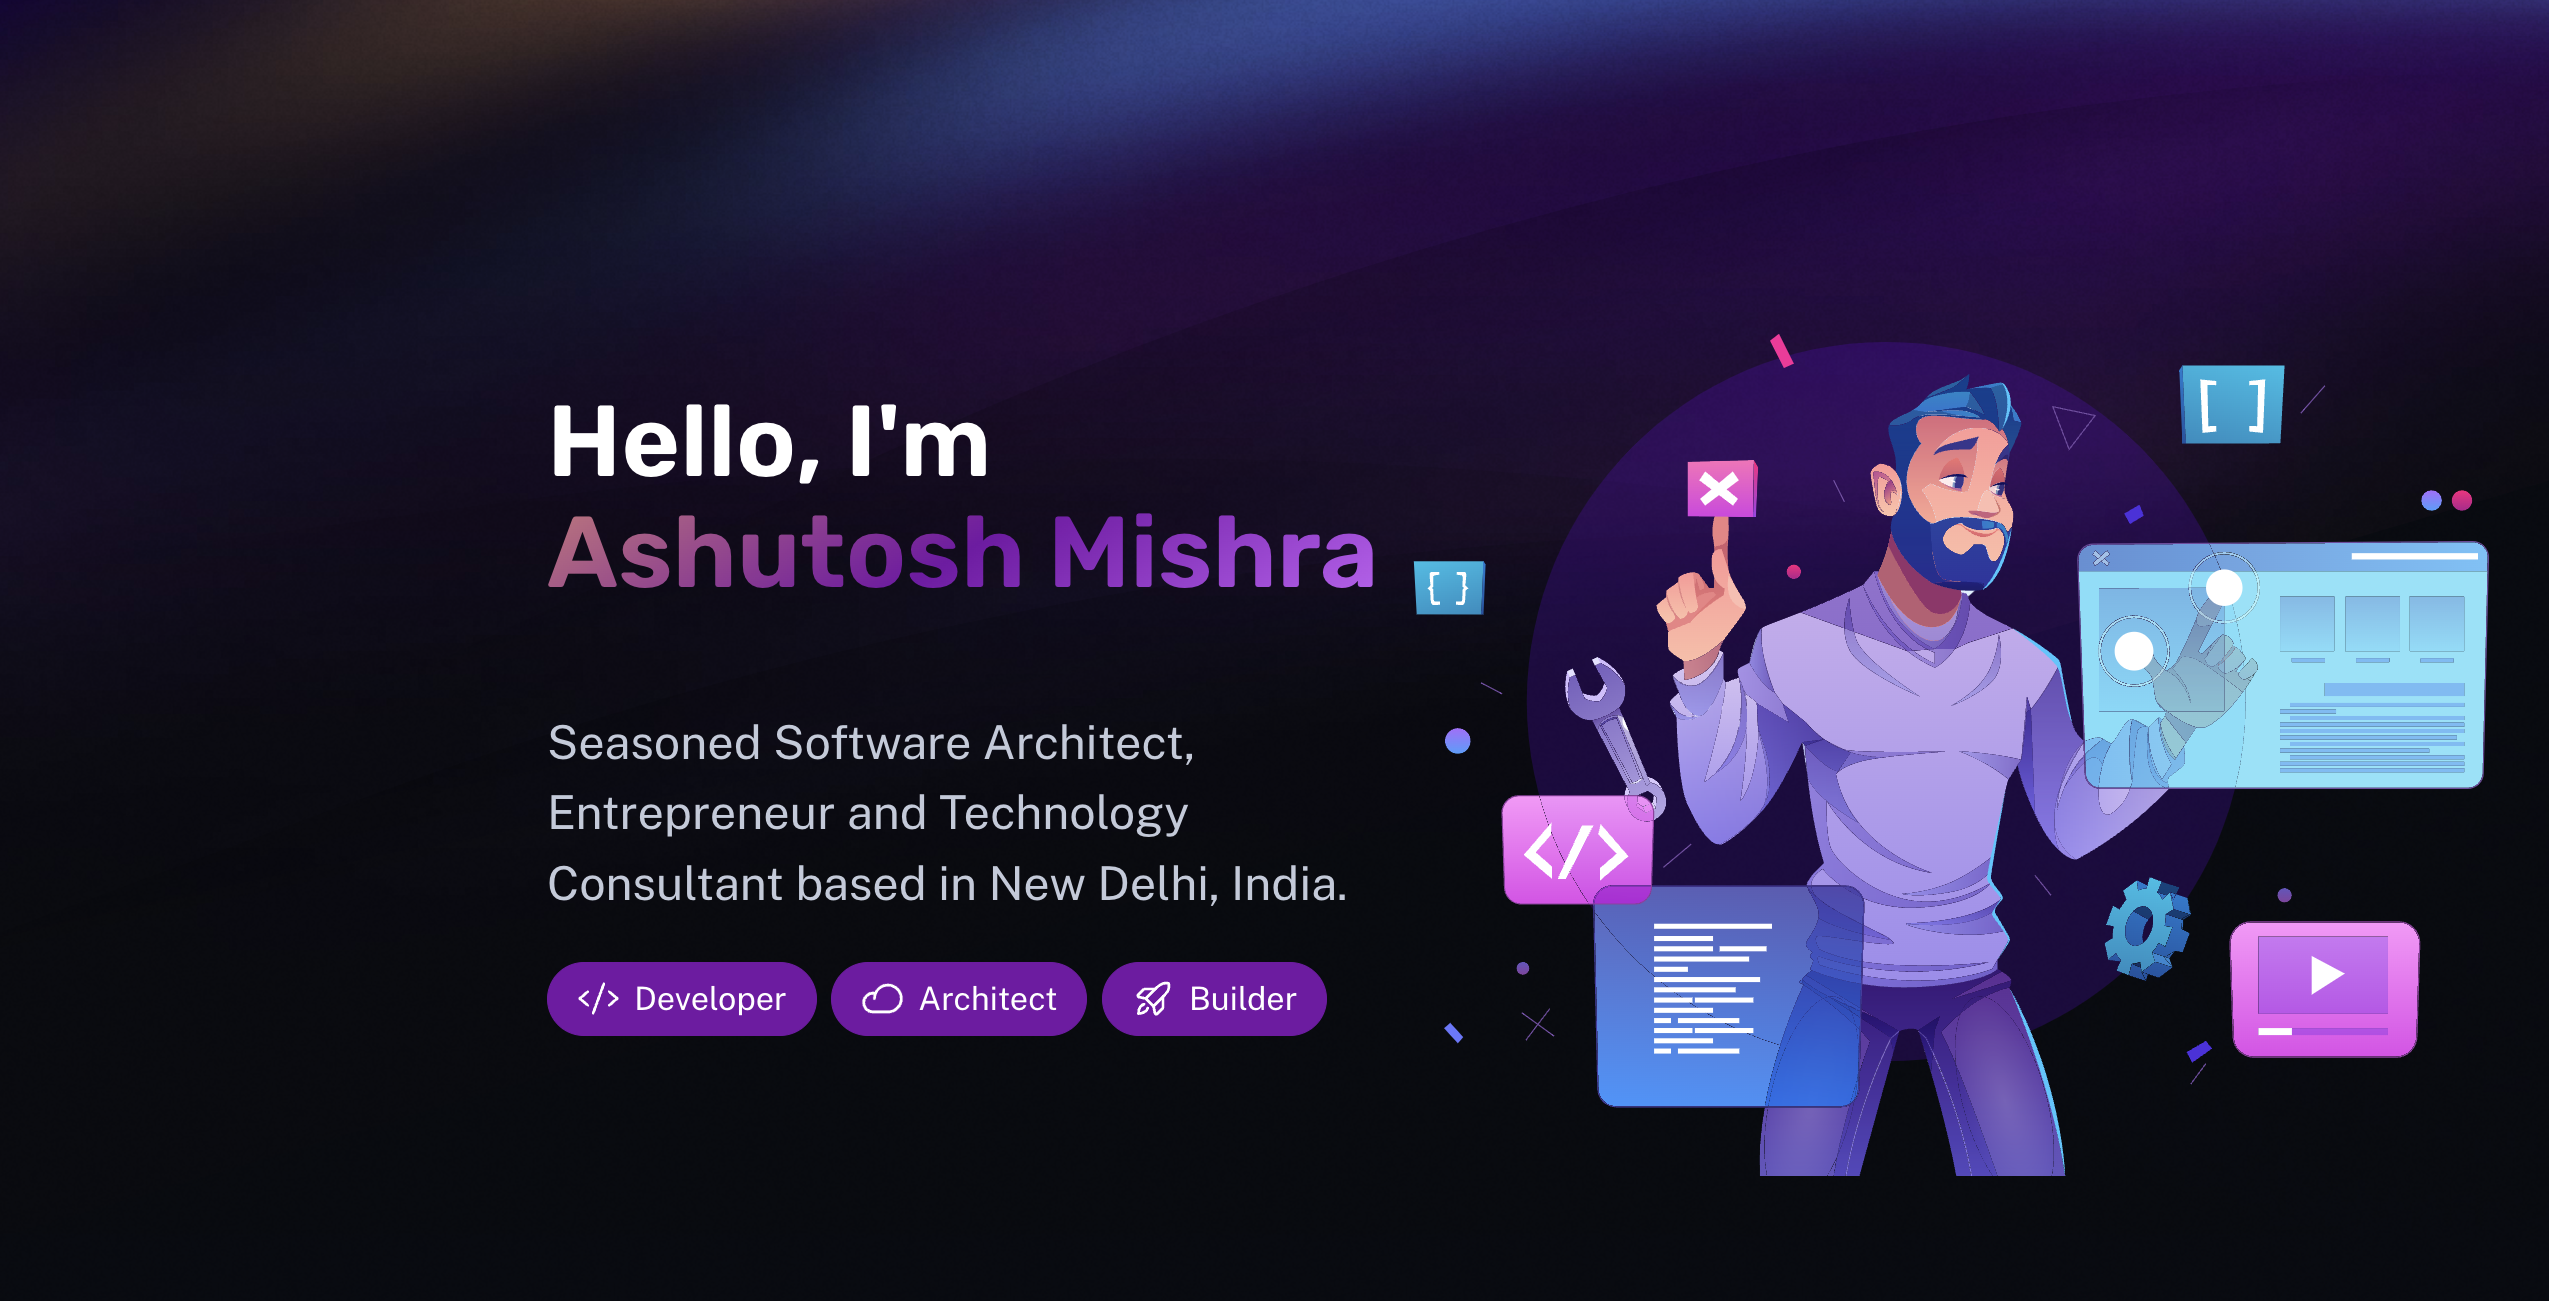 Hello, I'm
Ashutosh Mishra
Seasoned Software Architect,
Entrepreneur and Technology
Consultant based in New Delhi, India.
</> Developer
Architect
Builder
[ ]
{ }
</>